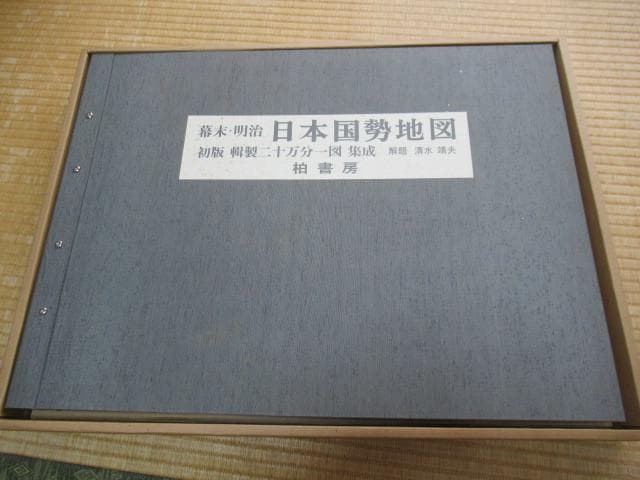 幕末・明治 日本国勢地図
初版 輯製二十万分一図 集成 解題 清水 靖夫
柏書房